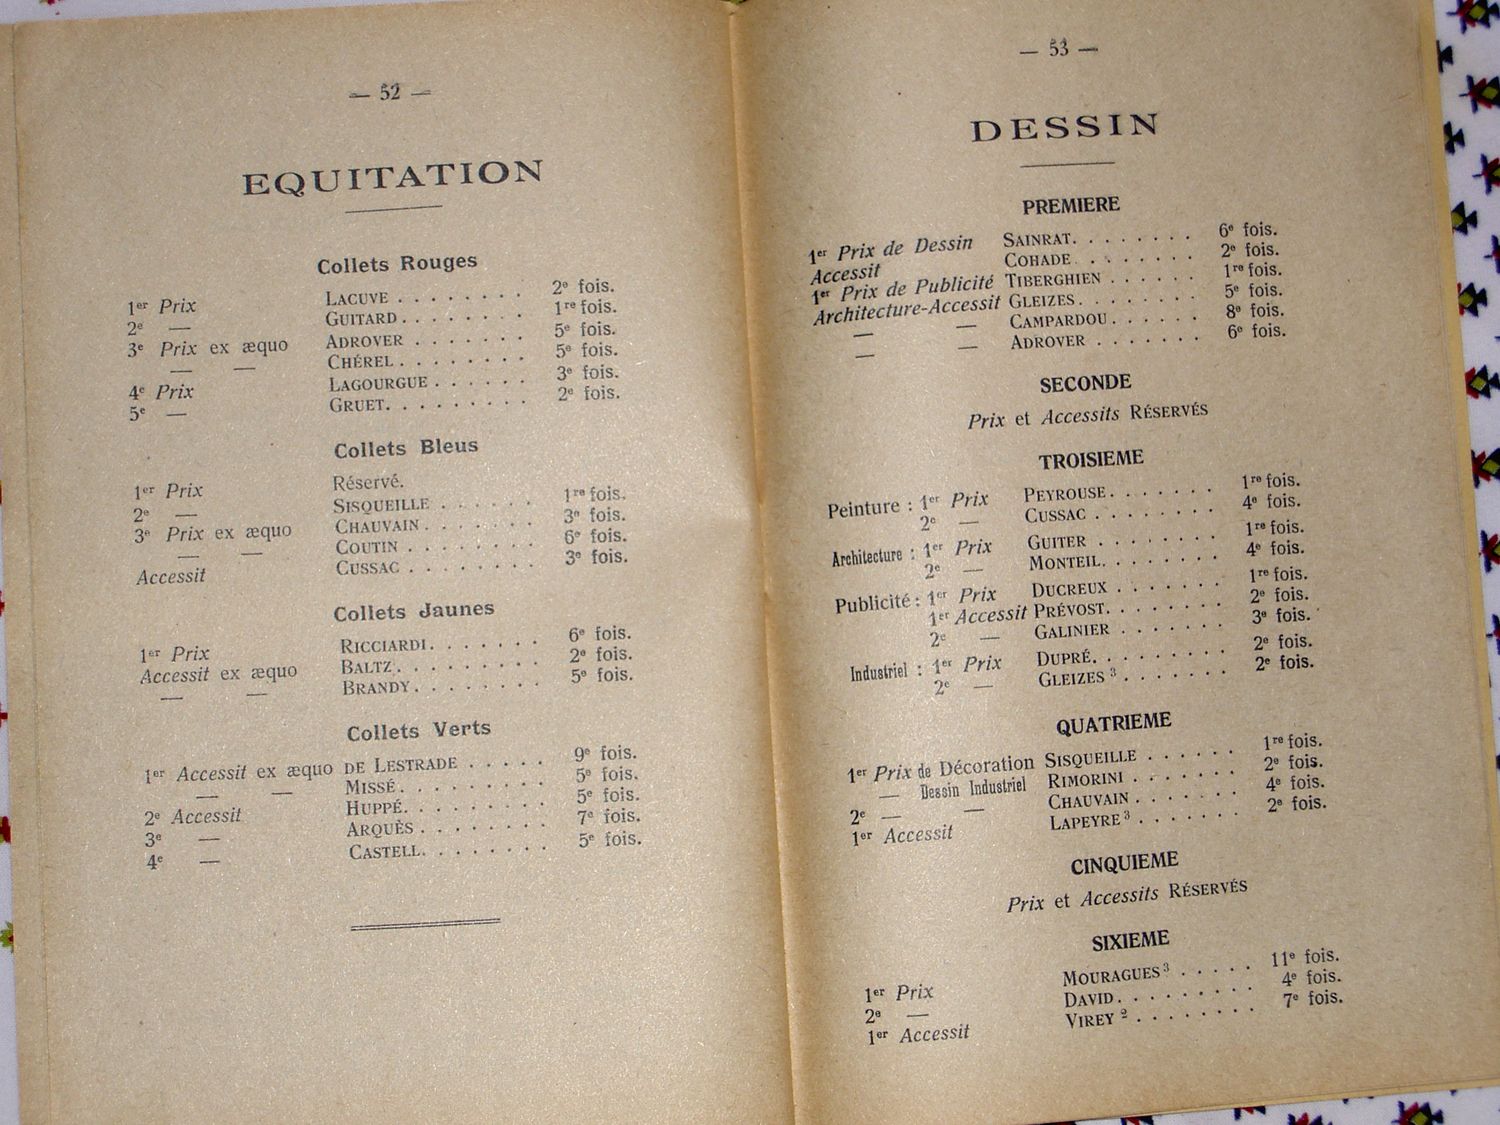 — 52 —
EQUITATION
Collets Rouges
1er Prix LACUVE . . . . . . . . 2e fois.
2e — GUITARD . . . . . . . . 1re fois.
3e Prix ex æquo ADROVER . . . . . . . 5e fois.
— — CHÉREL . . . . . . . . 5e fois.
4e Prix LAGOURGUE . . . . . . 3e fois.
5e — GRUET. . . . . . . . . 2e fois.
Collets Bleus
1er Prix Réservé.
2e — SISQUEILLE . . . . . . 1re fois.
3e Prix ex æquo CHAUVAIN . . . . . . . 3e fois.
— — COUTIN . . . . . . . . 6e fois.
Accessit CUSSAC . . . . . . . . 3e fois.
Collets Jaunes
1er Prix RICCIARDI. . . . . . . 6e fois.
Accessit ex æquo BALTZ . . . . . . . . . 2e fois.
— — BRANDY. . . . . . . . 5e fois.
Collets Verts
1er Accessit ex æquo DE LESTRADE . . . . . 9e fois.
— — MISSÉ. . . . . . . . . 5e fois.
2e Accessit HUPPÉ. . . . . . . . . 5e fois.
3e — ARQUÈS . . . . . . . . 7e fois.
4e — CASTELL. . . . . . . . 5e fois.
— 53 —
DESSIN
PREMIERE
1er Prix de Dessin SAINRAT. . . . . . . . 6e fois.
Accessit COHADE . . . . . . . . 2e fois.
1er Prix de Publicité TIBERGHIEN . . . . . . 1re fois.
Architecture-Accessit GLEIZES. . . . . . . . 5e fois.
— — CAMPARDOU . . . . . . 8e fois.
— — ADROVER . . . . . . . 6e fois.
SECONDE
Prix et Accessits RÉSERVÉS
TROISIEME
Peinture : 1er Prix PEYROUSE. . . . . . . 1re fois.
2e — CUSSAC . . . . . . . . 4e fois.
Architecture : 1er Prix GUITER . . . . . . . . 1re fois.
2e — MONTEIL. . . . . . . . 4e fois.
Publicité : 1er Prix DUCREUX . . . . . . . 1re fois.
1er Accessit PRÉVOST. . . . . . . . 2e fois.
2e — GALINIER . . . . . . . 3e fois.
Industriel : 1er Prix DUPRÉ. . . . . . . . . 2e fois.
2e — GLEIZES 3 . . . . . . . 2e fois.
QUATRIEME
1er Prix de Décoration SISQUEILLE . . . . . . 1re fois.
— Dessin Industriel RIMORINI . . . . . . . 2e fois.
2e — — CHAUVAIN . . . . . . . 4e fois.
1er Accessit LAPEYRE 3 . . . . . . . 2e fois.
CINQUIEME
Prix et Accessits RÉSERVÉS
SIXIEME
1er Prix MOURAGUES 3 . . . . . 11e fois.
2e — DAVID. . . . . . . . . 4e fois.
1er Accessit VIREY 2 . . . . . . . . 7e fois.